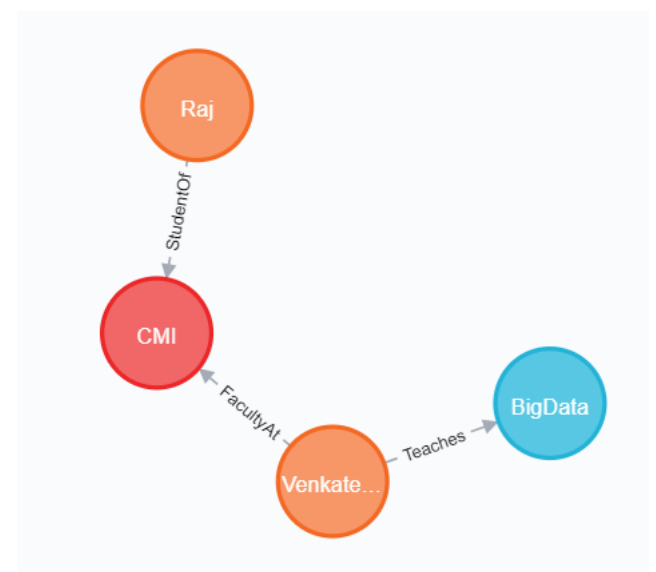 Raj
StudentOf
CMI
FacultyAt
Teaches
BigData
Venkate...